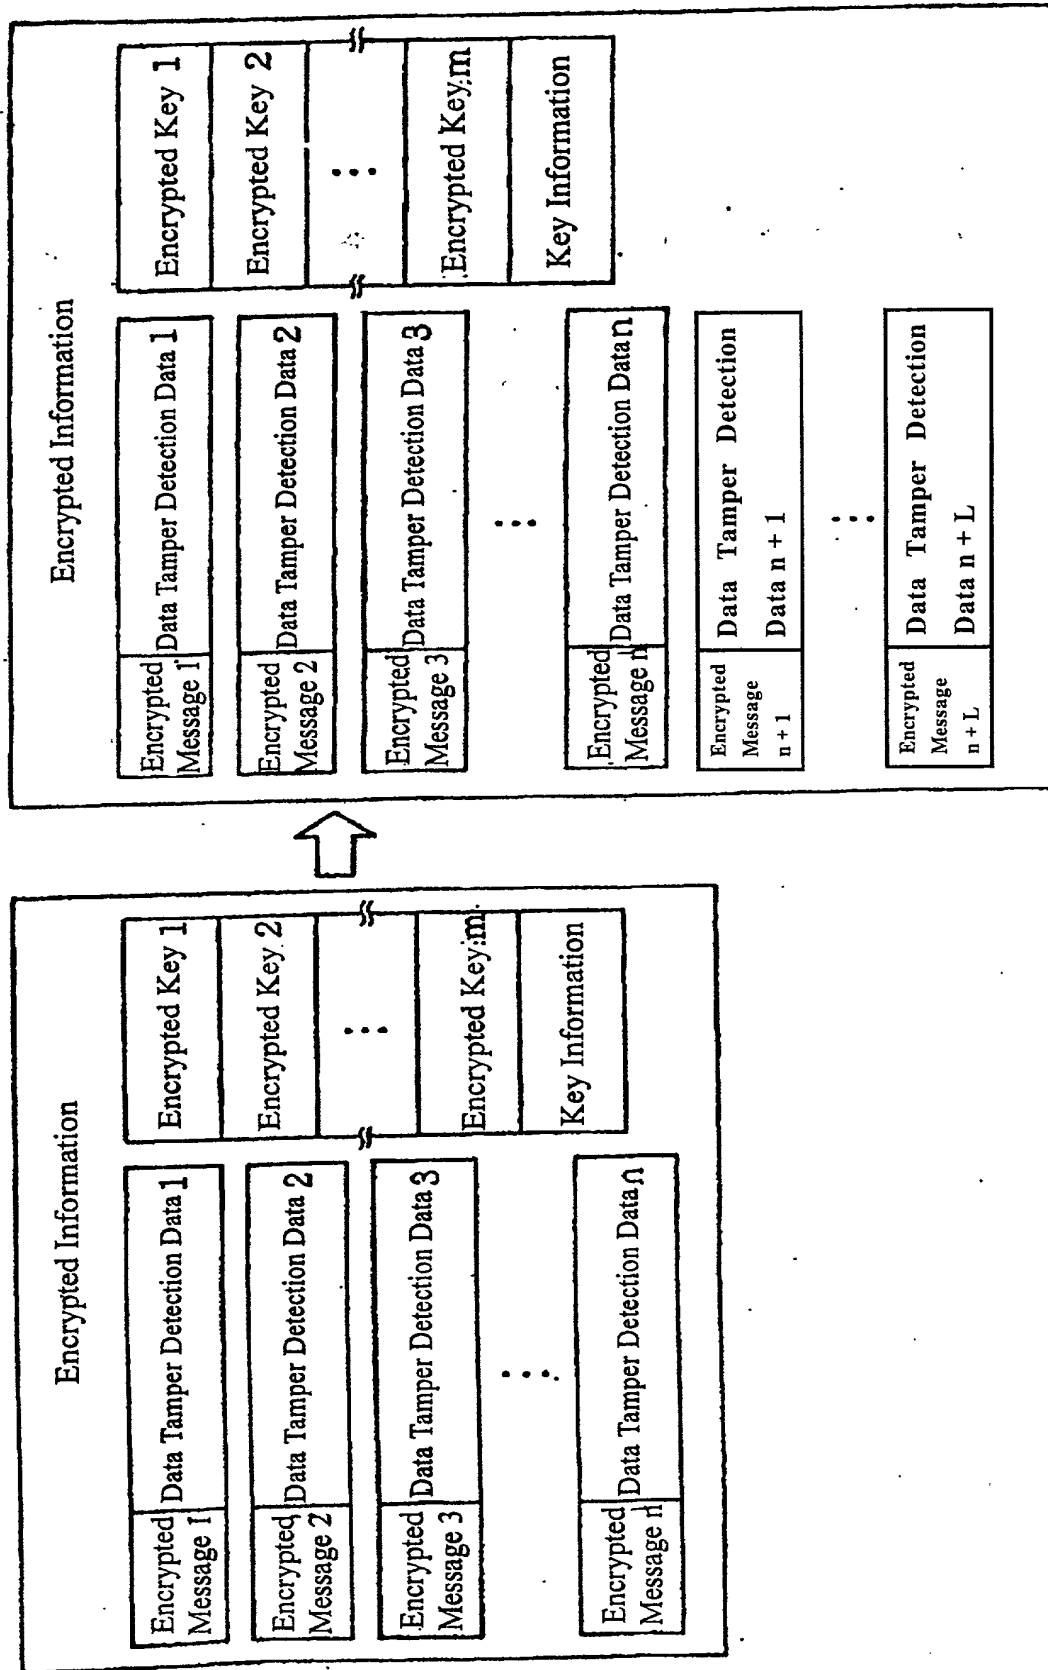 Encrypted Information
Encrypted
Message 1
Data Tamper Detection Data 1
Encrypted
Message 2
Data Tamper Detection Data 2
Encrypted
Message 3
Data Tamper Detection Data 3
Encrypted
Message n
Data Tamper Detection Data n
Encrypted Key 1
Encrypted Key 2
Encrypted Key m
Key Information
Encrypted Information
Encrypted
Message 1
Data Tamper Detection Data 1
Encrypted
Message 2
Data Tamper Detection Data 2
Encrypted
Message 3
Data Tamper Detection Data 3
Encrypted
Message n
Data Tamper Detection Data n
Encrypted
Message
n + 1
Data Tamper Detection
Data n + 1
Encrypted
Message
n + L
Data Tamper Detection
Data n + L
Encrypted Key 1
Encrypted Key 2
Encrypted Key m
Key Information